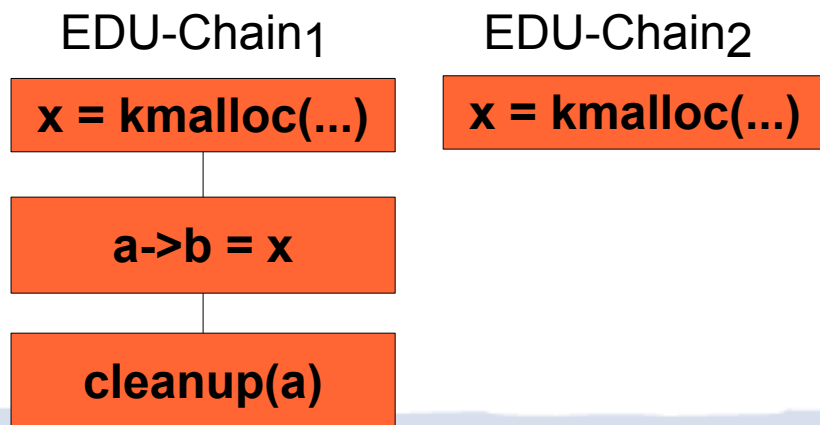 EDU-Chain1
x = kmalloc(...)
a->b = x
cleanup(a)
EDU-Chain2
x = kmalloc(...)